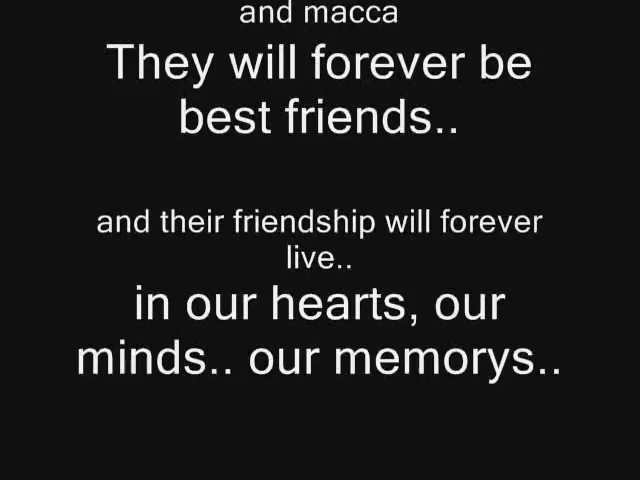 and macca
They will forever be
best friends..
and their friendship will forever
live..
in our hearts, our
minds.. our memorys..